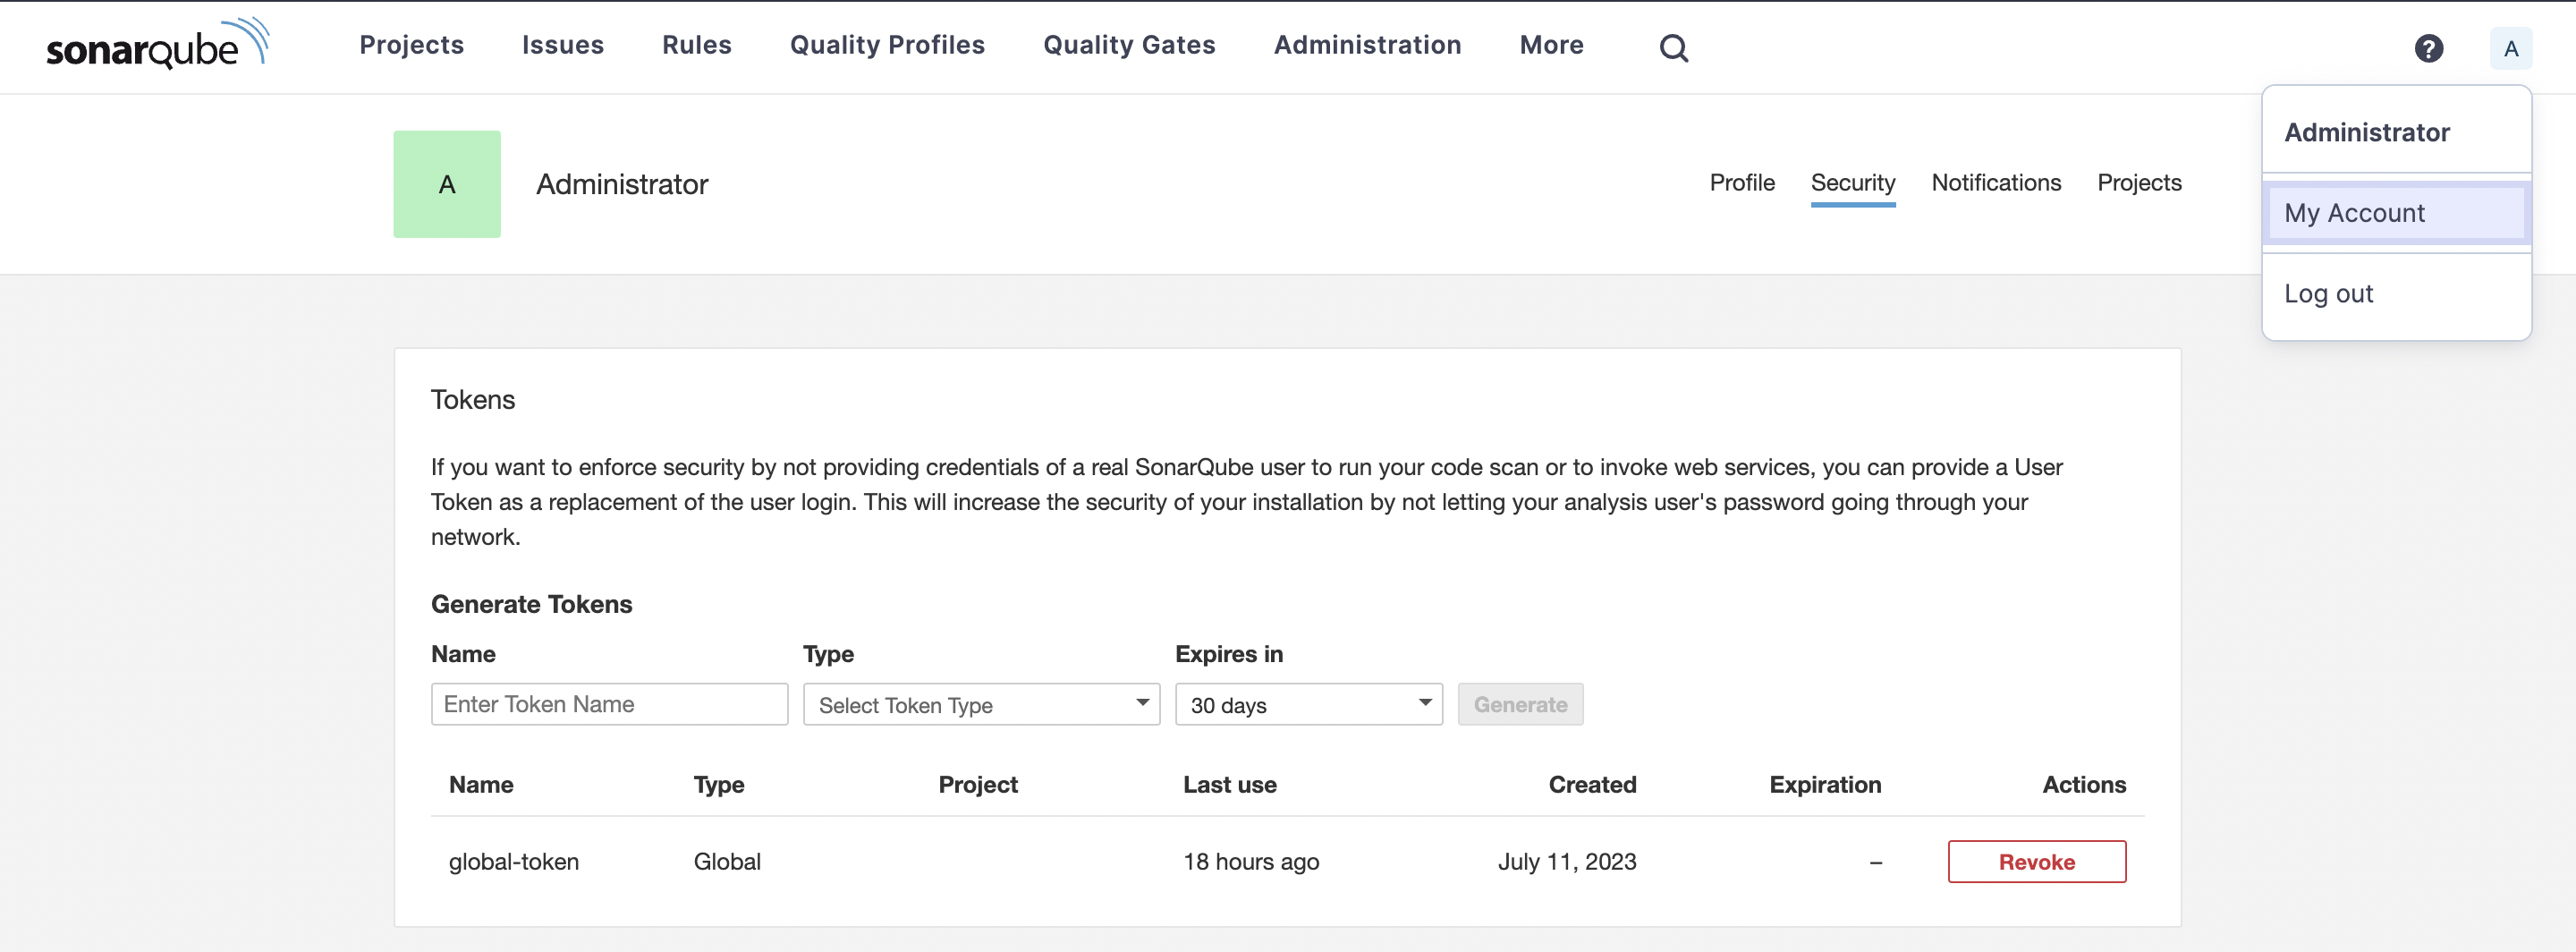 sonarqube Projects Issues Rules Quality Profiles Quality Gates Administration More ? A
Administrator
My Account
Log out
A Administrator Profile Security Notifications Projects
Tokens
If you want to enforce security by not providing credentials of a real SonarQube user to run your code scan or to invoke web services, you can provide a User
Token as a replacement of the user login. This will increase the security of your installation by not letting your analysis user's password going through your
network.
Generate Tokens
Name Type Expires in
Enter Token Name Select Token Type 30 days Generate
Name Type Project Last use Created Expiration Actions
global-token Global 18 hours ago July 11, 2023 – Revoke